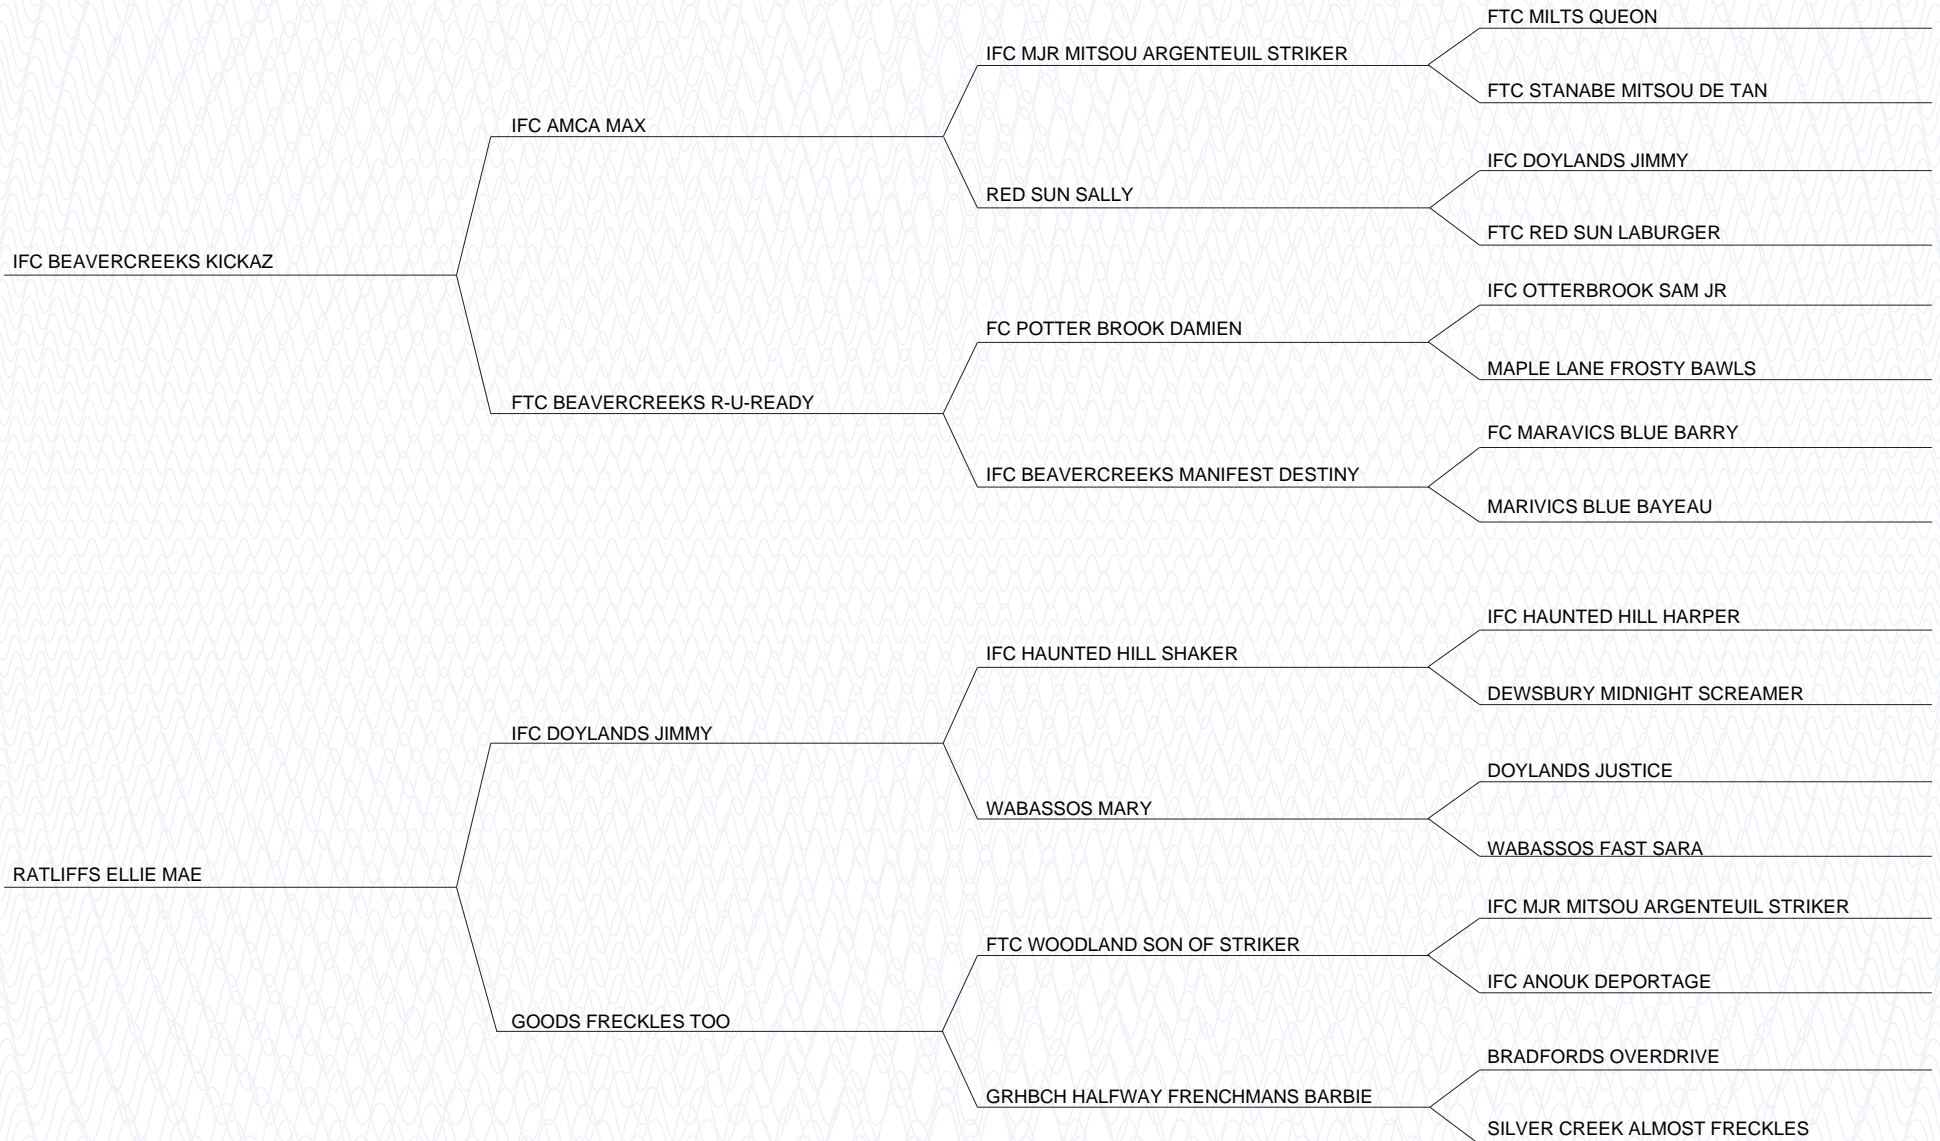 FTC MILTS QUEON
IFC MJR MITSOU ARGENTEUIL STRIKER
FTC STANABE MITSOU DE TAN
IFC AMCA MAX
IFC DOYLANDS JIMMY
RED SUN SALLY
FTC RED SUN LABURGER
IFC BEAVERCREEKS KICKAZ
IFC OTTERBROOK SAM JR
FC POTTER BROOK DAMIEN
MAPLE LANE FROSTY BAWLS
FTC BEAVERCREEKS R-U-READY
FC MARAVICS BLUE BARRY
IFC BEAVERCREEKS MANIFEST DESTINY
MARIVICS BLUE BAYEAU
IFC HAUNTED HILL HARPER
IFC HAUNTED HILL SHAKER
DEWSBURY MIDNIGHT SCREAMER
IFC DOYLANDS JIMMY
DOYLANDS JUSTICE
WABASSOS MARY
WABASSOS FAST SARA
RATLIFFS ELLIE MAE
IFC MJR MITSOU ARGENTEUIL STRIKER
FTC WOODLAND SON OF STRIKER
IFC ANOUK DEPORTAGE
GOODS FRECKLES TOO
BRADFORDS OVERDRIVE
GRHBCH HALFWAY FRENCHMANS BARBIE
SILVER CREEK ALMOST FRECKLES